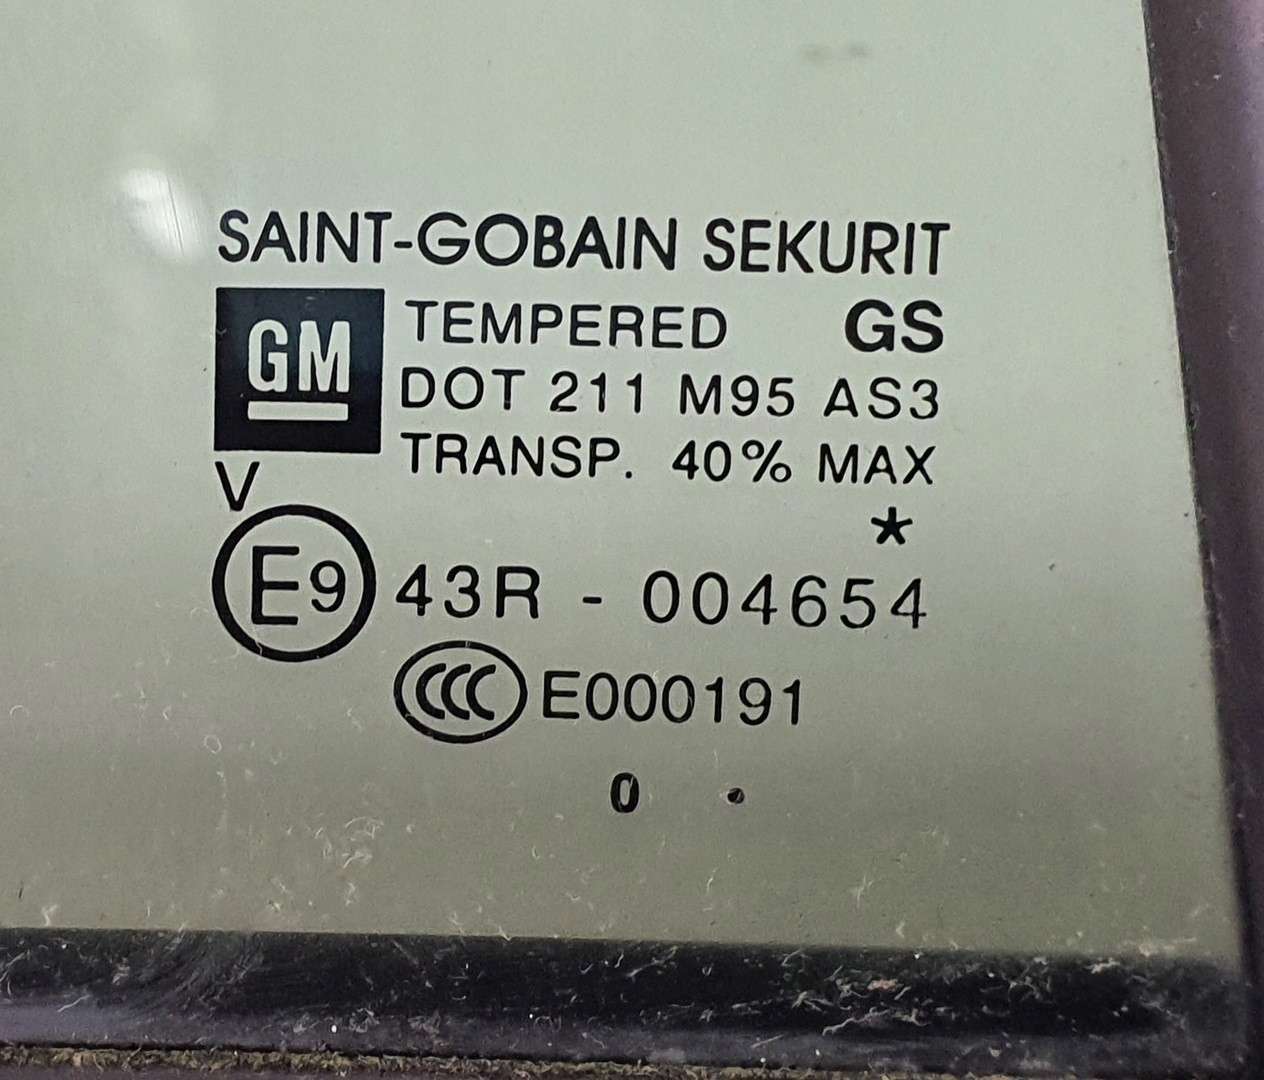 SAINT-GOBAIN SEKURIT
GM TEMPERED GS
DOT 211 M95 AS3
TRANSP. 40% MAX
V *
E9 43R - 004654
CCC E000191
0 .